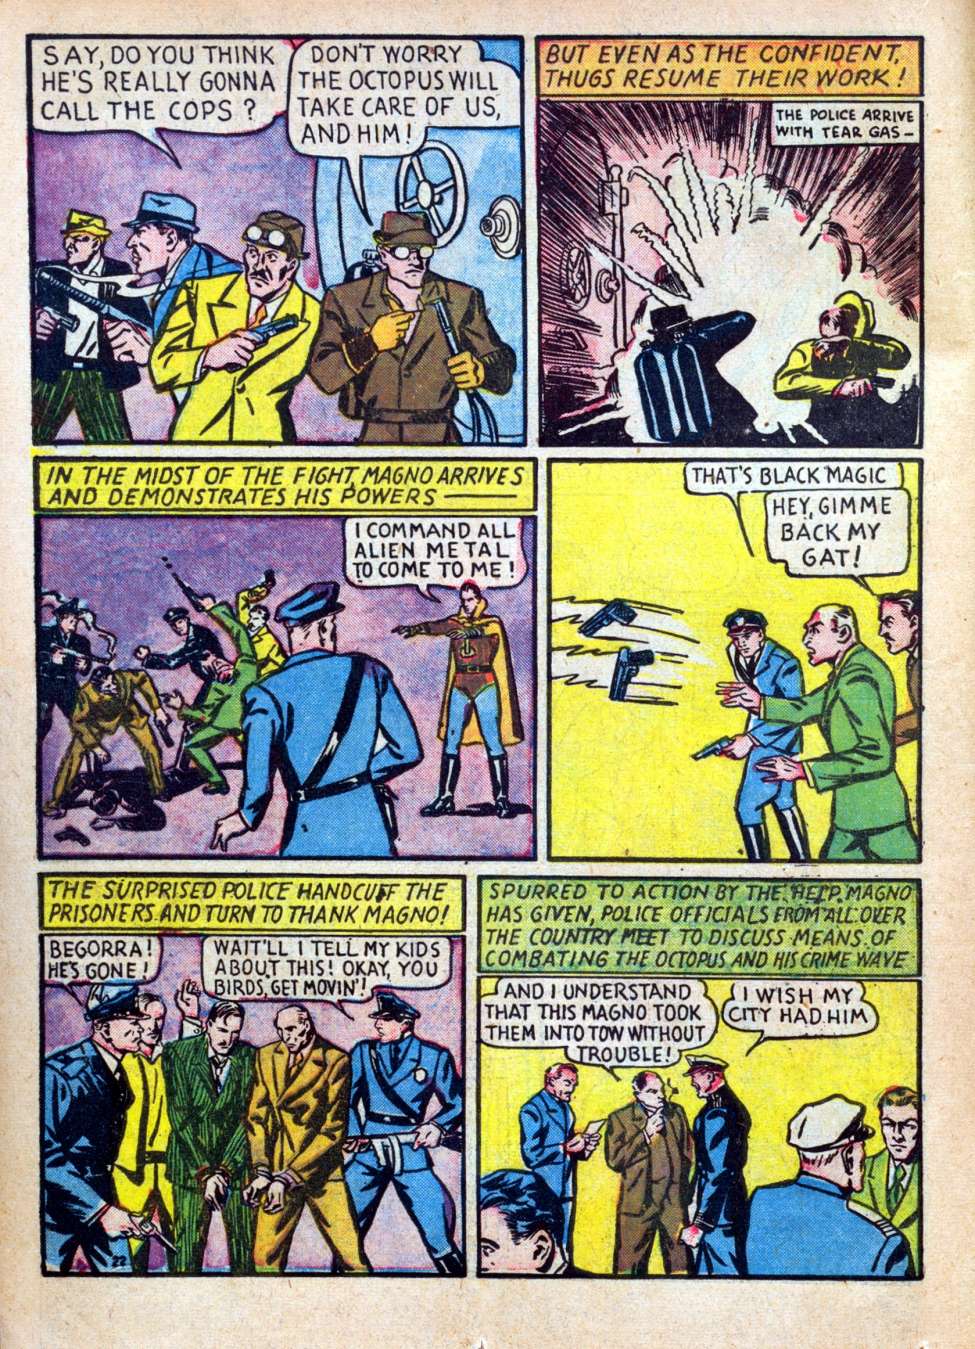 SAY, DO YOU THINK
HE'S REALLY GONNA
CALL THE COPS?
DON'T WORRY
THE OCTOPUS WILL
TAKE CARE OF US,
AND HIM!
BUT EVEN AS THE CONFIDENT,
THUGS RESUME THEIR WORK!
THE POLICE ARRIVE
WITH TEAR GAS—
IN THE MIDST OF THE FIGHT, MAGNO ARRIVES
AND DEMONSTRATES HIS POWERS—
I COMMAND ALL
ALIEN METAL
TO COME TO ME!
THAT'S BLACK MAGIC
HEY, GIMME
BACK MY
GAT!
THE SURPRISED POLICE HANDCUFF THE
PRISONERS AND TURN TO THANK MAGNO!
BEGORRA!
HE'S GONE!
WAIT'LL I TELL MY KIDS
ABOUT THIS! OKAY, YOU
BIRDS, GET MOVIN'!
22
SPURRED TO ACTION BY THE HELP MAGNO
HAS GIVEN, POLICE OFFICIALS FROM ALL OVER
THE COUNTRY MEET TO DISCUSS MEANS OF
COMBATING THE OCTOPUS AND HIS CRIME WAVE
AND I UNDERSTAND
THAT THIS MAGNO TOOK
THEM INTO TOW WITHOUT
TROUBLE!
I WISH MY
CITY HAD HIM